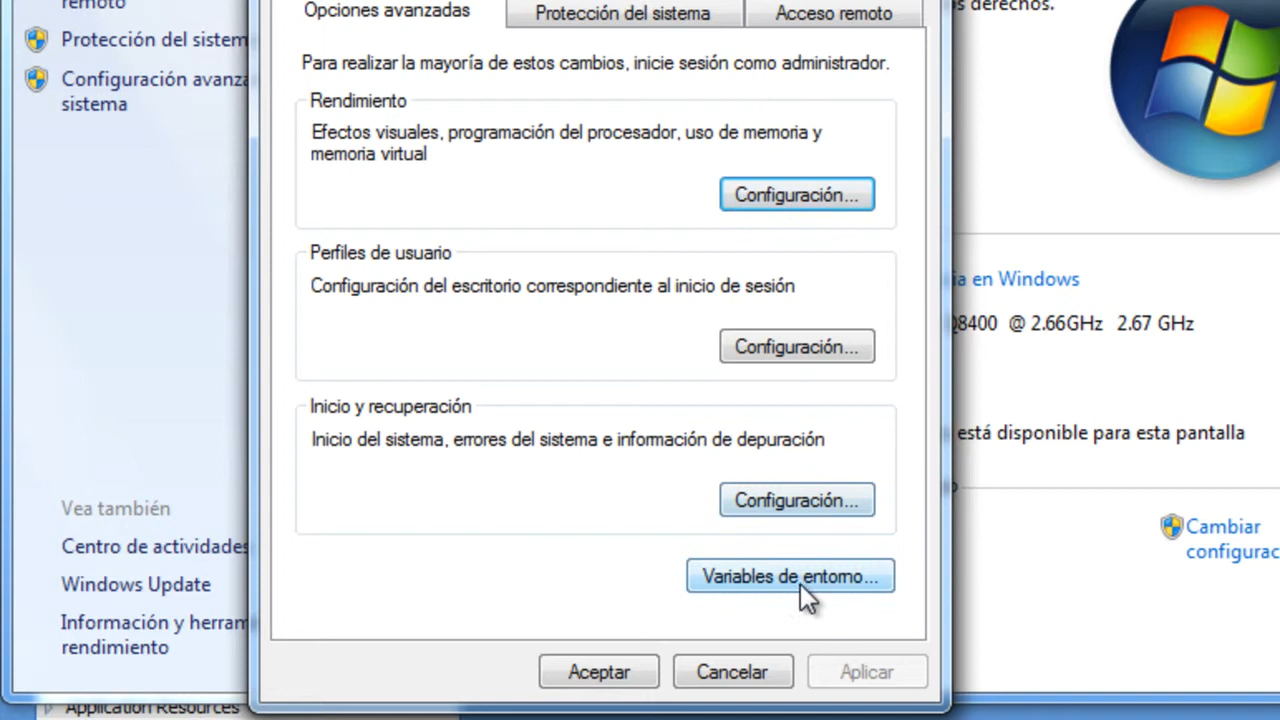 remoto
Protección del sistem
Configuración avanza
sistema
Vea también
Centro de actividades
Windows Update
Información y herram
rendimiento
Application Resources
Opciones avanzadas
Protección del sistema
Acceso remoto
Para realizar la mayoría de estos cambios, inicie sesión como administrador.
Rendimiento
Efectos visuales, programación del procesador, uso de memoria y
memoria virtual
Configuración...
Perfiles de usuario
Configuración del escritorio correspondiente al inicio de sesión
Configuración...
Inicio y recuperación
Inicio del sistema, errores del sistema e información de depuración
Configuración...
Variables de entorno...
Aceptar
Cancelar
Aplicar
os derechos.
ia en Windows
Q8400 @ 2.66GHz 2.67 GHz
está disponible para esta pantalla
Cambiar
configurac